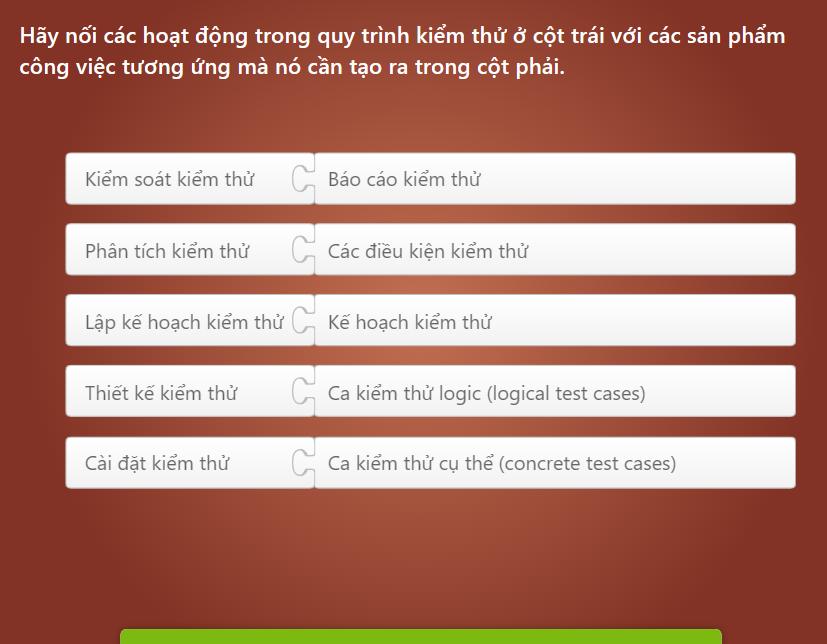 Hãy nối các hoạt động trong quy trình kiểm thử ở cột trái với các sản phẩm
công việc tương ứng mà nó cần tạo ra trong cột phải.
Kiểm soát kiểm thử Báo cáo kiểm thử
Phân tích kiểm thử Các điều kiện kiểm thử
Lập kế hoạch kiểm thử Kế hoạch kiểm thử
Thiết kế kiểm thử Ca kiểm thử logic (logical test cases)
Cài đặt kiểm thử Ca kiểm thử cụ thể (concrete test cases)